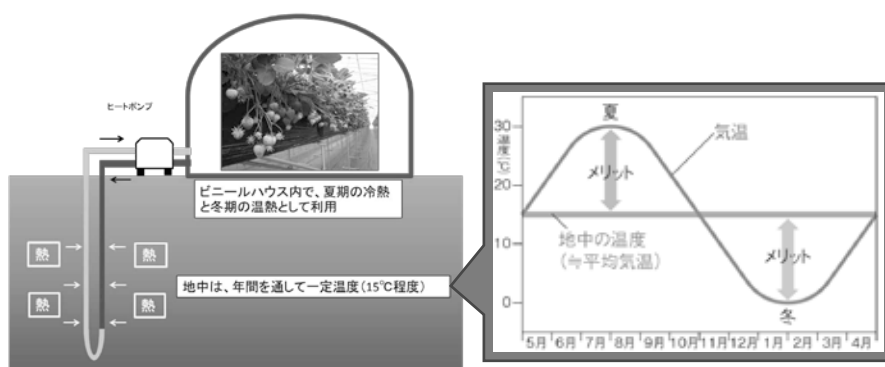 ヒートポンプ
ビニールハウス内で、夏期の冷熱
と冬期の温熱として利用
熱
熱
熱
熱
地中は、年間を通して一定温度(15℃程度)
温度(℃)
30
20
10
0
夏
気温
メリット
地中の温度
(≒平均気温)
メリット
冬
5月 6月 7月 8月 9月 10月 11月 12月 1月 2月 3月 4月